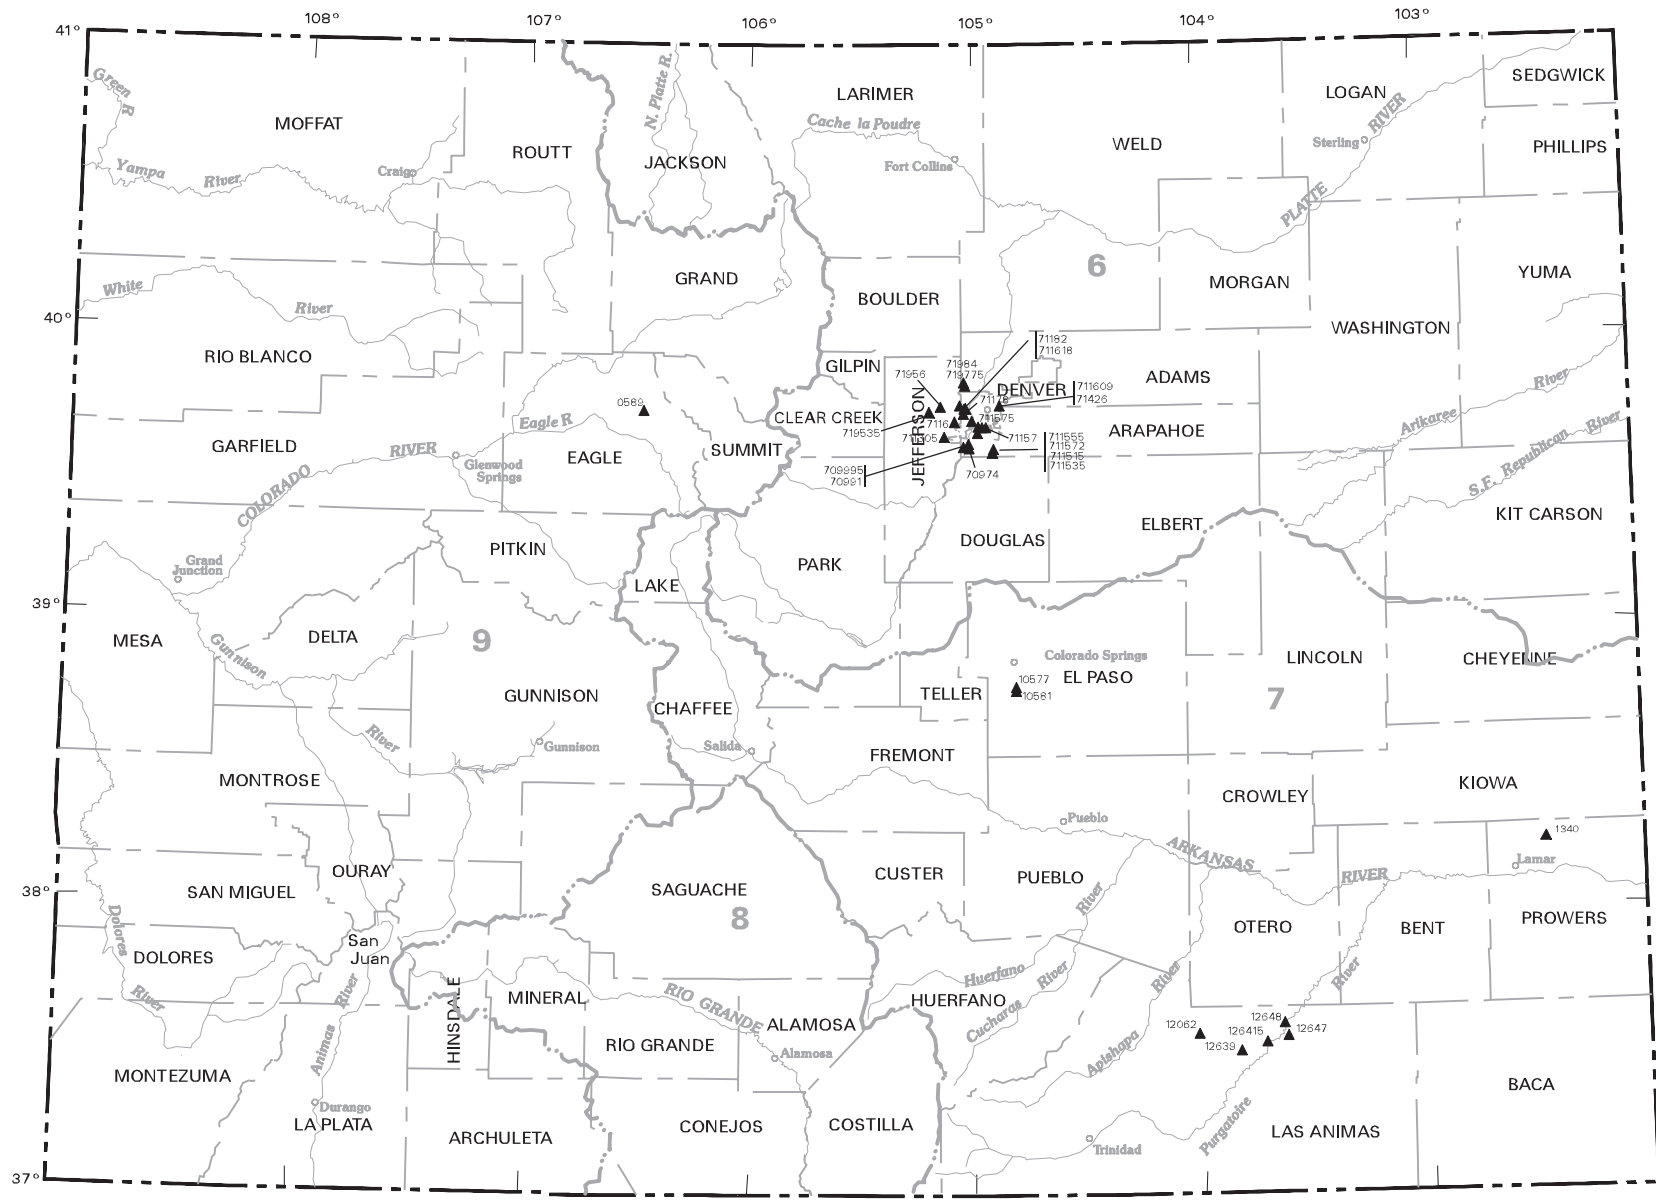 108°
107°
106°
105°
104°
103°
41°
Green
R
MOFFAT
Yampa
River
Craig
ROUTT
N. Platte R.
JACKSON
LARIMER
Cache la Poudre
Fort Collins
WELD
LOGAN
Sterling
PLATTE
RIVER
SEDGWICK
PHILLIPS
White
River
GRAND
BOULDER
6
MORGAN
YUMA
40°
RIO BLANCO
GILPIN
WASHINGTON
71182
711618
71984
719775
71956
DENVER
711609
71426
ADAMS
River
0589
CLEAR CREEK
719535
JEFFERSON
7116
711575
711305
71157
711555
711572
711515
711535
ARAPAHOE
Arikaree
S.F. Republican
River
GARFIELD
Eagle R
EAGLE
SUMMIT
COLORADO
RIVER
Glenwood
Springs
709995
70991
70974
KIT CARSON
PITKIN
PARK
DOUGLAS
ELBERT
Grand
Junction
LAKE
39°
MESA
DELTA
9
Gunnison
River
GUNNISON
CHAFFEE
TELLER
Colorado Springs
10577
10581
EL PASO
LINCOLN
7
CHEYENNE
Gunnison
Salida
FREMONT
MONTROSE
CROWLEY
KIOWA
Pueblo
1340
Lamar
OURAY
SAGUACHE
8
CUSTER
PUEBLO
ARKANSAS
RIVER
38°
SAN MIGUEL
River
OTERO
BENT
PROWERS
Dolores
River
DOLORES
San
Juan
River
Animas
HINSDALE
MINERAL
RIO GRANDE
ALAMOSA
HUERFANO
Huerfano
River
Cucharas
River
Apishapa
River
12062
12639
126415
12648
12647
MONTEZUMA
RIO GRANDE
Alamosa
BACA
Durango
LA PLATA
ARCHULETA
CONEJOS
COSTILLA
Trinidad
Purgatoire
LAS ANIMAS
37°